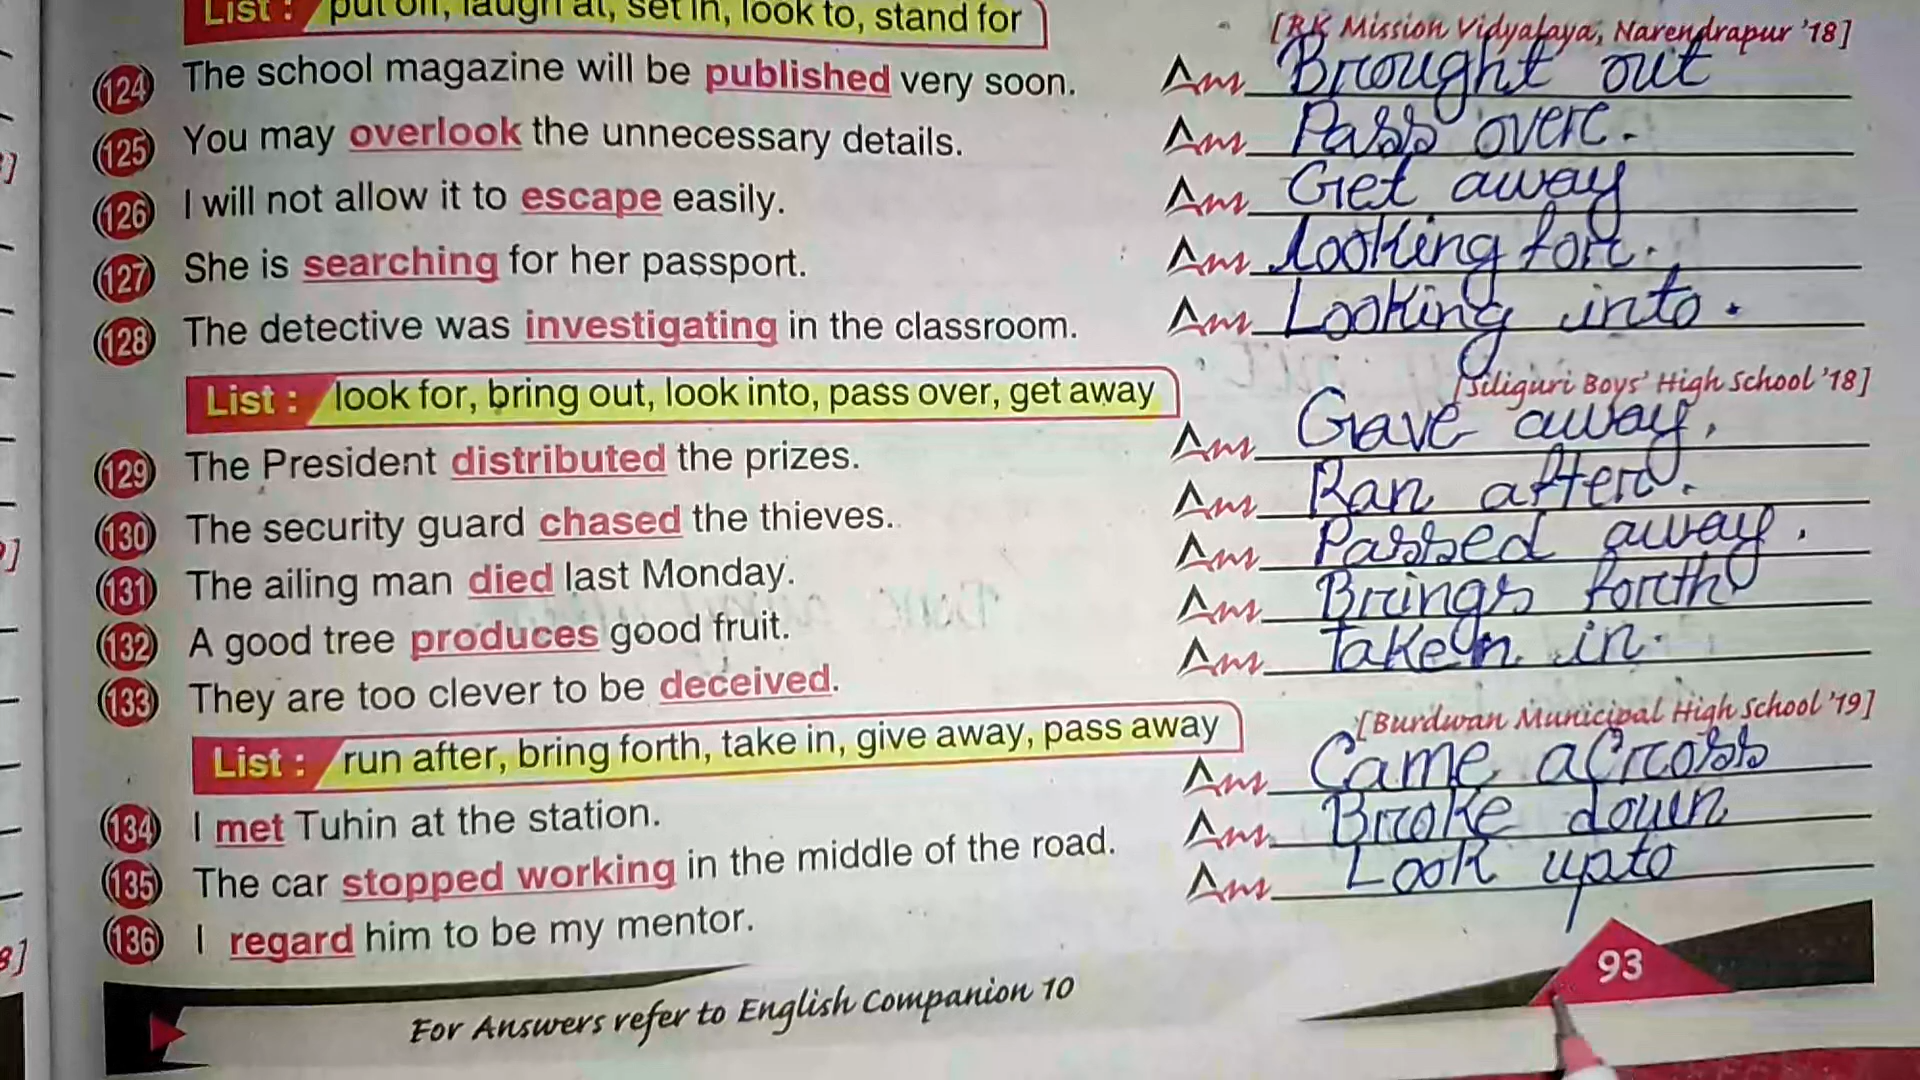 List : put off, laugh at, set in, look to, stand for
[RK Mission Vidyalaya, Narendrapur '18]
124 The school magazine will be published very soon. Ans Brought out
125 You may overlook the unnecessary details. Ans Pass over.
126 I will not allow it to escape easily. Ans Get away
127 She is searching for her passport. Ans Looking for.
128 The detective was investigating in the classroom. Ans Looking into.
List : look for, bring out, look into, pass over, get away
[Siliguri Boys' High School '18]
129 The President distributed the prizes. Ans Gave away.
130 The security guard chased the thieves. Ans Ran after.
131 The ailing man died last Monday. Ans Passed away.
132 A good tree produces good fruit. Ans Brings forth
133 They are too clever to be deceived. Ans Taken in.
List : run after, bring forth, take in, give away, pass away
[Burdwan Municipal High School '19]
134 I met Tuhin at the station. Ans Came across
135 The car stopped working in the middle of the road. Ans Broke down
136 I regard him to be my mentor. Ans Look upto
For Answers refer to English Companion 10
93